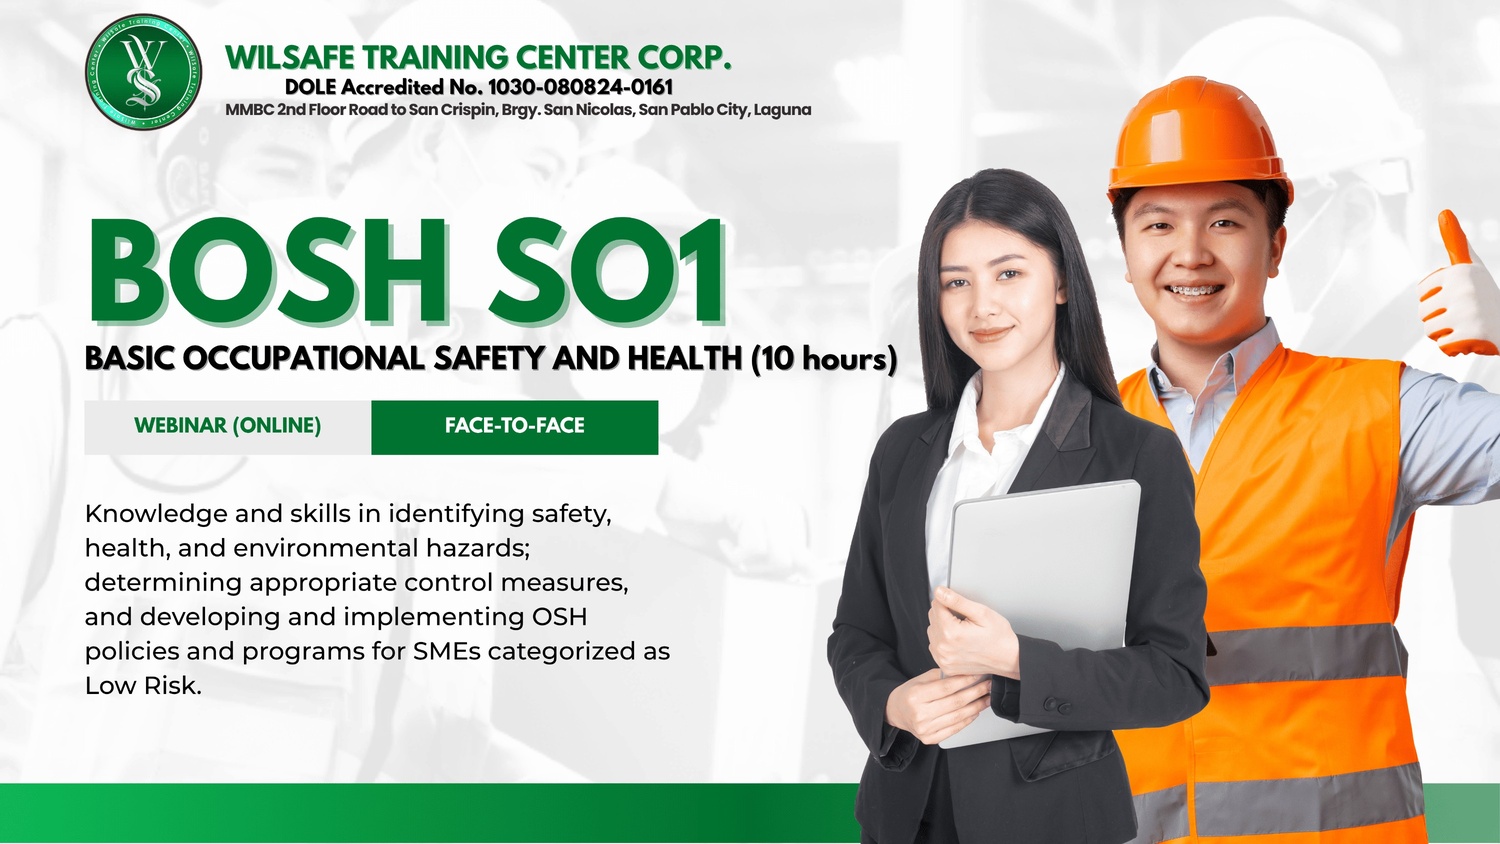 WILSAFE TRAINING CENTER CORP.
DOLE Accredited No. 1030-080824-0161
MMBC 2nd Floor Road to San Crispin, Brgy. San Nicolas, San Pablo City, Laguna
BOSH SO1
BASIC OCCUPATIONAL SAFETY AND HEALTH (10 hours)
WEBINAR (ONLINE)
FACE-TO-FACE
Knowledge and skills in identifying safety,
health, and environmental hazards;
determining appropriate control measures,
and developing and implementing OSH
policies and programs for SMEs categorized as
Low Risk.